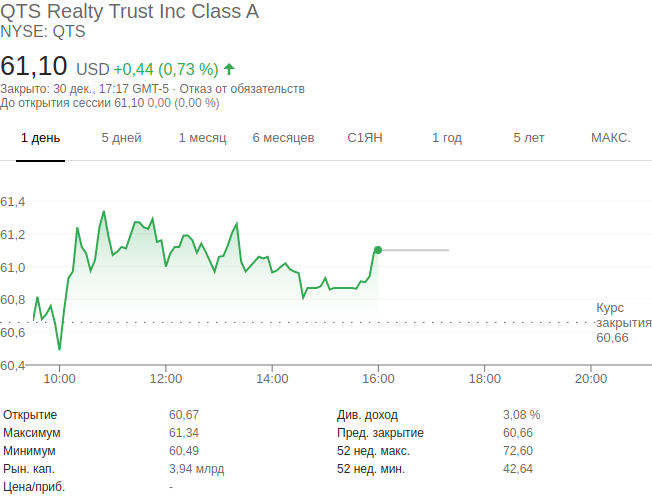 QTS Realty Trust Inc Class A
NYSE: QTS
61,10 USD +0,44 (0,73 %)
Закрыто: 30 дек., 17:17 GMT-5 · Отказ от обязательств
До открытия сессии 61,10 0,00 (0,00 %)
1 день 5 дней 1 месяц 6 месяцев С1ЯН 1 год 5 лет МАКС.
61,4
61,2
61,0
60,8
60,6
60,4
Курс
закрытия
60,66
10:00 12:00 14:00 16:00 18:00 20:00
Открытие 60,67 Див. доход 3,08 %
Максимум 61,34 Пред. закрытие 60,66
Минимум 60,49 52 нед. макс. 72,60
Рын. кап. 3,94 млрд 52 нед. мин. 42,64
Цена/приб. -